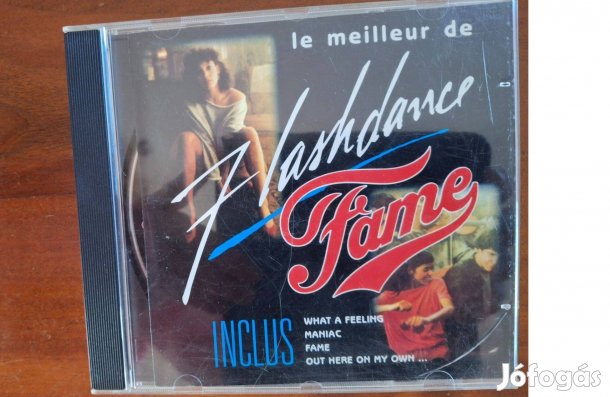 le meilleur de
Flashdance
Fame
INCLUS
WHAT A FEELING
MANIAC
FAME
OUT HERE ON MY OWN ...
Jófogás